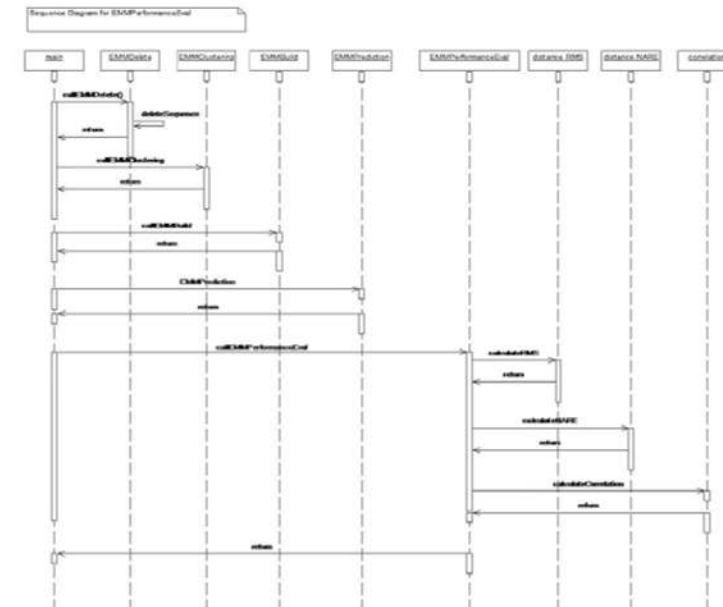 Sequence Diagram for EMMPerformanceEval
main
EMMDelete
EMMClustering
EMMBuild
EMMPrediction
EMMPerformanceEval
distance RMS
distance NARE
correlation
callEMMDelete()
deleteSequence
return
callEMMClustering
return
callEMMBuild
return
EMMPrediction
return
callEMMPerformanceEval
calculateRMS
return
calculateNARE
return
calculateCorrelation
return
return